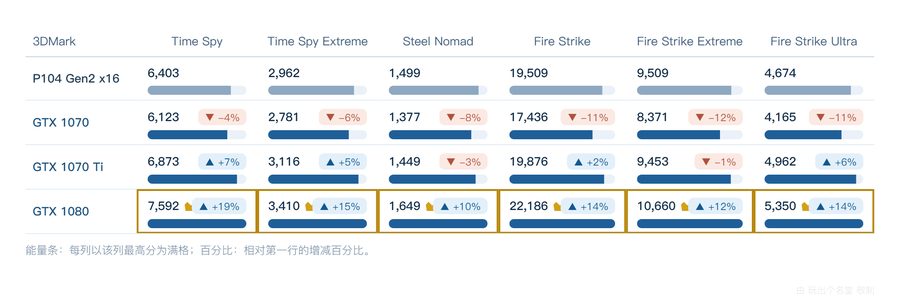 3DMark Time Spy Time Spy Extreme Steel Nomad Fire Strike Fire Strike Extreme Fire Strike Ultra
P104 Gen2 x16 6,403 2,962 1,499 19,509 9,509 4,674
GTX 1070 6,123 ▼ −4% 2,781 ▼ −6% 1,377 ▼ −8% 17,436 ▼ −11% 8,371 ▼ −12% 4,165 ▼ −11%
GTX 1070 Ti 6,873 ▲ +7% 3,116 ▲ +5% 1,449 ▼ −3% 19,876 ▲ +2% 9,453 ▼ −1% 4,962 ▲ +6%
GTX 1080 7,592 ▲ +19% 3,410 ▲ +15% 1,649 ▲ +10% 22,186 ▲ +14% 10,660 ▲ +12% 5,350 ▲ +14%
能量条：每列以该列最高分为满格；百分比：相对第一行的增减百分比。